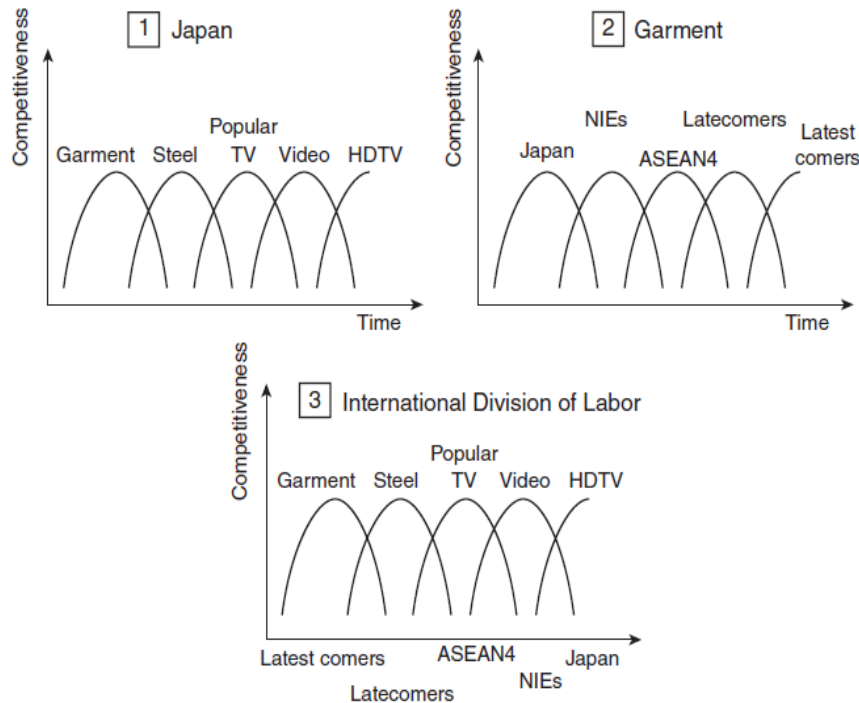 1 Japan
Competitiveness
Popular
Garment Steel TV Video HDTV
Time
2 Garment
Competitiveness
NIEs Latecomers
Latest
Japan ASEAN4 comers
Time
3 International Division of Labor
Competitiveness
Popular
Garment Steel TV Video HDTV
Latest comers ASEAN4 Japan
Latecomers NIEs